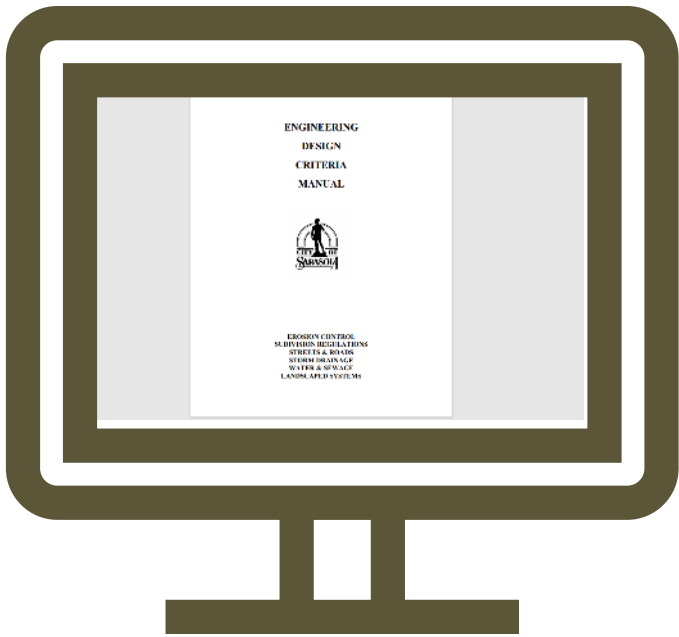 ENGINEERING
DESIGN
CRITERIA
MANUAL
CITY OF
SARASOTA
EROSION CONTROL
SUBDIVISION REGULATIONS
STREETS & ROADS
STORM DRAINAGE
WATER & SEWAGE
LANDSCAPED SYSTEMS